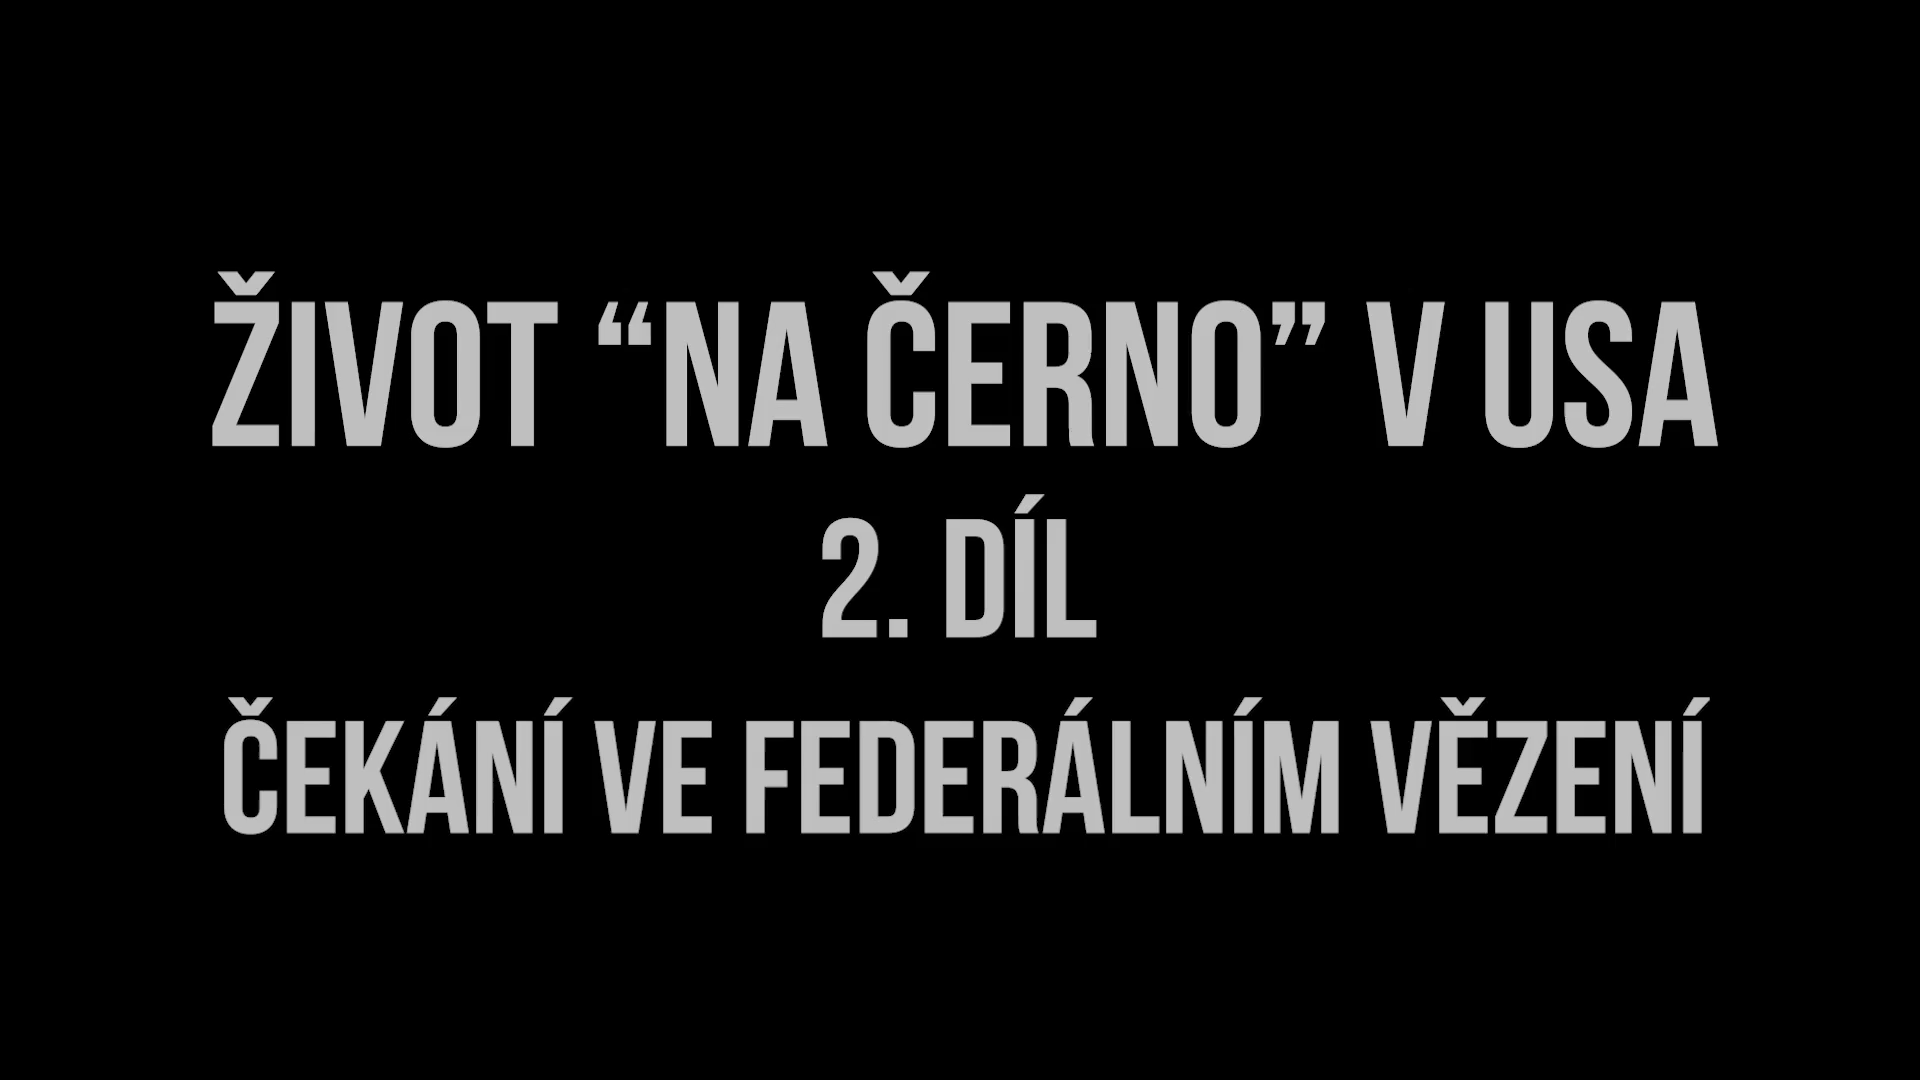 ŽIVOT “NA ČERNO” V USA
2. DÍL
ČEKÁNÍ VE FEDERÁLNÍM VĚZENÍ